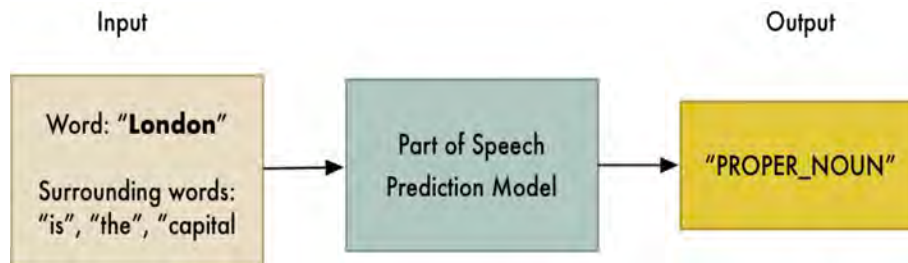 Input
Output
Word: “London”
Surrounding words:
“is”, “the”, “capital
Part of Speech
Prediction Model
“PROPER_NOUN”